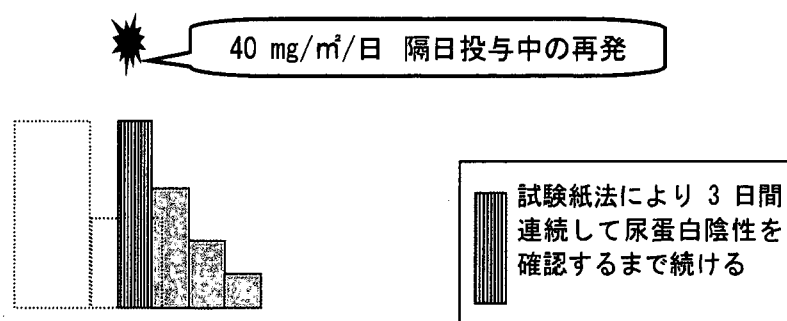 40 mg/㎡/日 隔日投与中の再発
試験紙法により 3 日間
連続して尿蛋白陰性を
確認するまで続ける